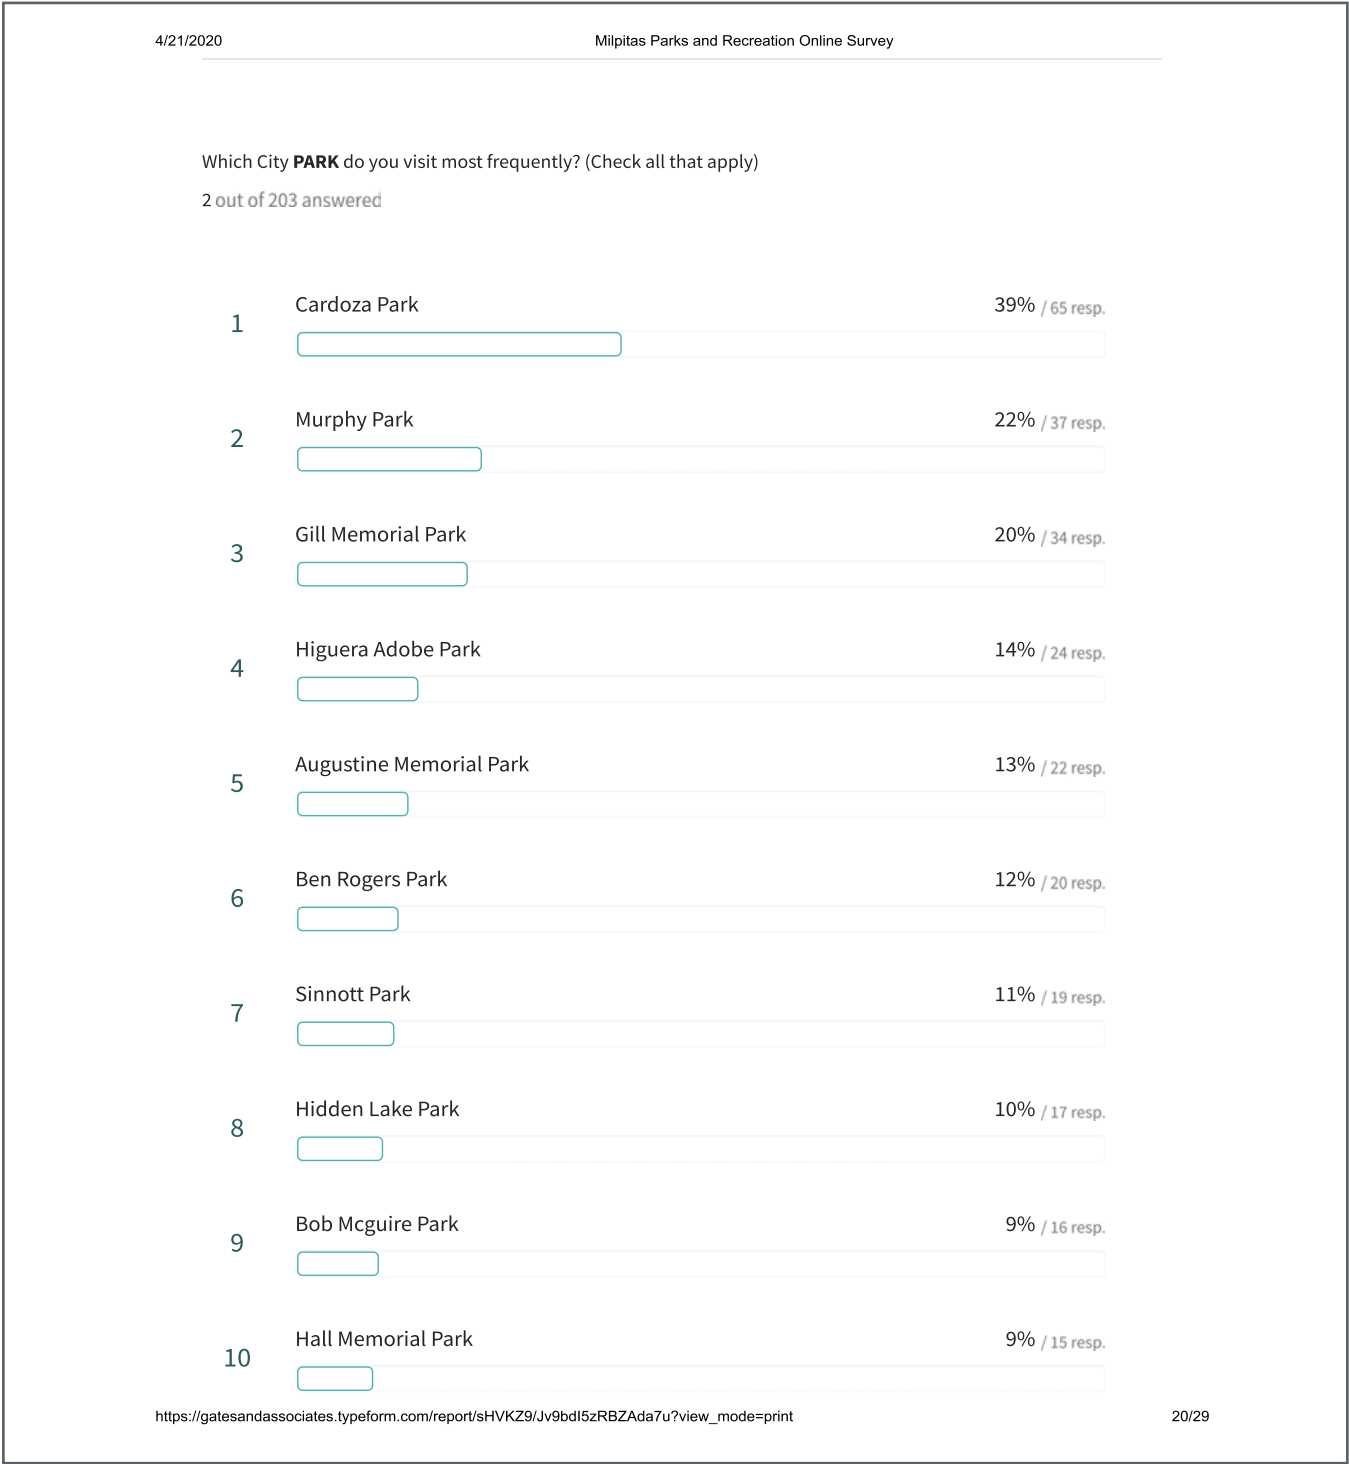 4/21/2020 Milpitas Parks and Recreation Online Survey
Which City PARK do you visit most frequently? (Check all that apply)
2 out of 203 answered
Cardoza Park 39% / 65 resp.
1
Murphy Park 22% / 37 resp.
2
Gill Memorial Park 20% / 34 resp.
3
Higuera Adobe Park 14% / 24 resp.
4
Augustine Memorial Park 13% / 22 resp.
5
Ben Rogers Park 12% / 20 resp.
6
Sinnott Park 11% / 19 resp.
7
Hidden Lake Park 10% / 17 resp.
8
Bob Mcguire Park 9% / 16 resp.
9
Hall Memorial Park 9% / 15 resp.
10
https://gatesandassociates.typeform.com/report/sHVKZ9/Jv9bdI5zRBZAda7u?view_mode=print 20/29